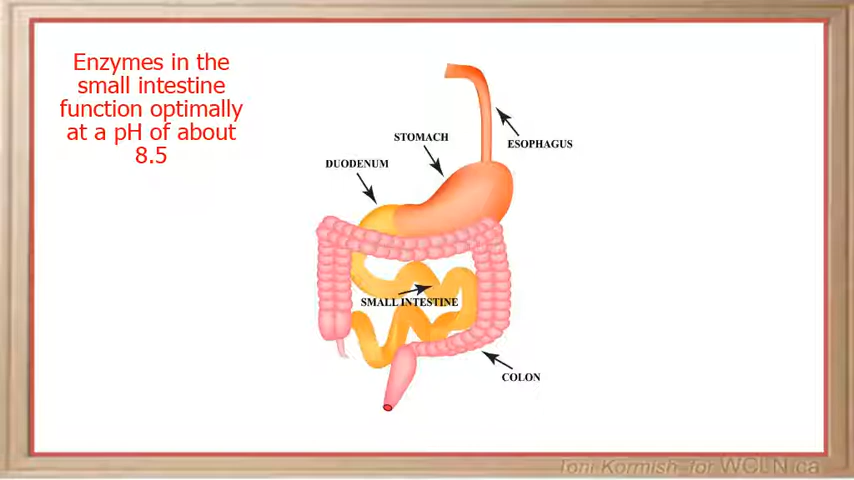 Enzymes in the
small intestine
function optimally
at a pH of about
8.5
STOMACH
ESOPHAGUS
DUODENUM
SMALL INTESTINE
COLON
Toni Kormish for WCLN ca